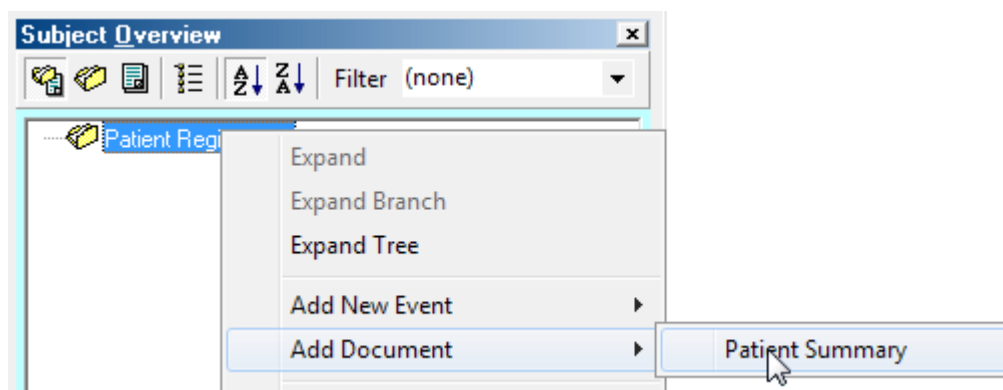 Subject Overview
Filter (none)
Patient Regi
Expand
Expand Branch
Expand Tree
Add New Event
Add Document
Patient Summary